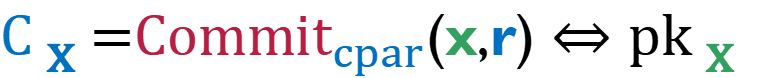 C x =Commitcpar(x,r) ⇔ pk x